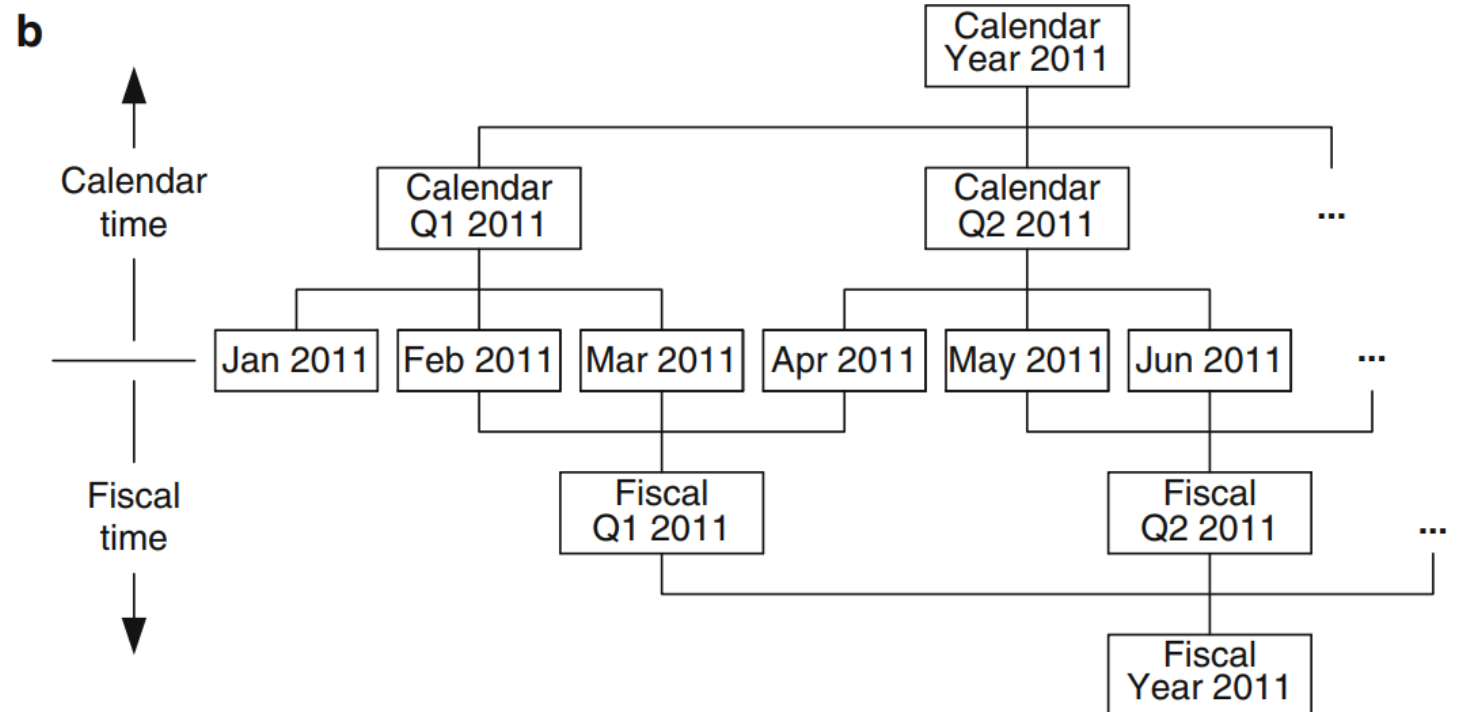 b
Calendar
Year 2011
Calendar
time
Calendar
Q1 2011
Calendar
Q2 2011
...
Jan 2011
Feb 2011
Mar 2011
Apr 2011
May 2011
Jun 2011
...
Fiscal
time
Fiscal
Q1 2011
Fiscal
Q2 2011
...
Fiscal
Year 2011